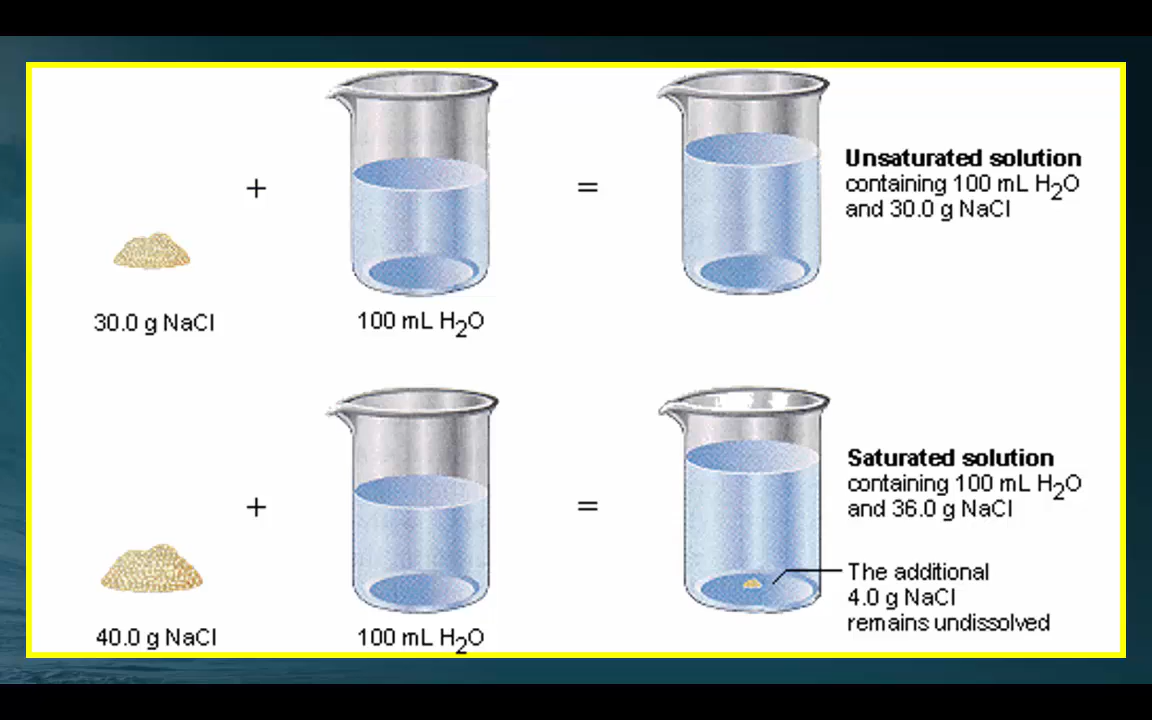 +
=
Unsaturated solution
containing 100 mL H₂O
and 30.0 g NaCl
30.0 g NaCl
100 mL H₂O
+
=
Saturated solution
containing 100 mL H₂O
and 36.0 g NaCl
The additional
4.0 g NaCl
remains undissolved
40.0 g NaCl
100 mL H₂O